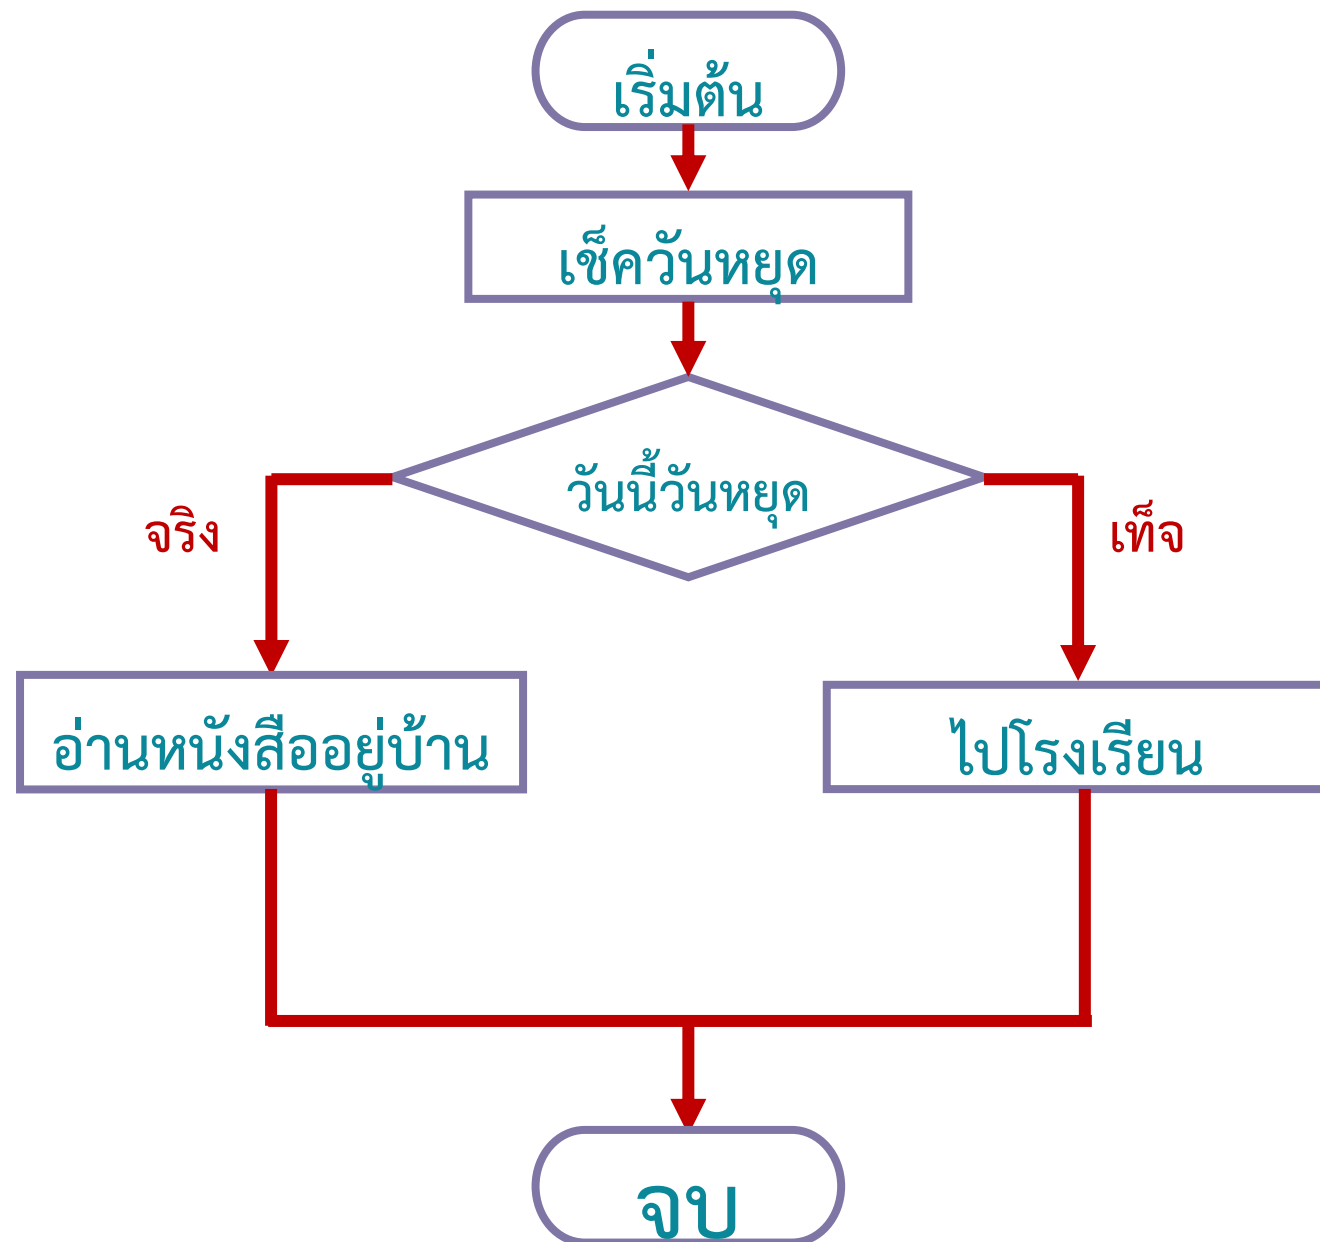 เริ่มต้น
เช็ควันหยุด
วันนี้วันหยุด
จริง
เท็จ
อ่านหนังสืออยู่บ้าน
ไปโรงเรียน
จบ